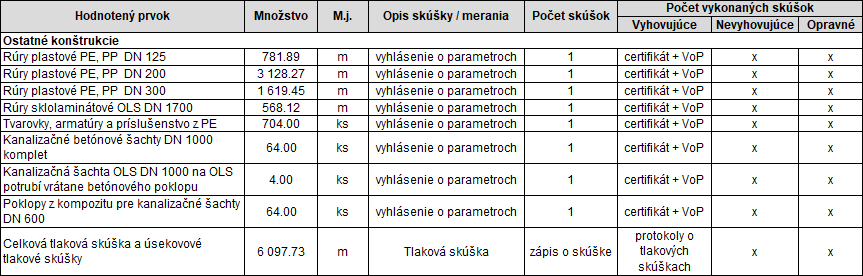 Hodnotený prvok Množstvo M.j. Opis skúšky / merania Počet skúšok Počet vykonaných skúšok
Vyhovujúce Nevyhovujúce Opravné
Ostatné konštrukcie
Rúry plastové PE, PP DN 125 781.89 m vyhlásenie o parametroch 1 certifikát + VoP x x
Rúry plastové PE, PP DN 200 3 128.27 m vyhlásenie o parametroch 1 certifikát + VoP x x
Rúry plastové PE, PP DN 300 1 619.45 m vyhlásenie o parametroch 1 certifikát + VoP x x
Rúry sklolaminátové OLS DN 1700 568.12 m vyhlásenie o parametroch 1 certifikát + VoP x x
Tvarovky, armatúry a príslušenstvo z PE 704.00 ks vyhlásenie o parametroch 1 certifikát + VoP x x
Kanalizačné betónové šachty DN 1000
komplet 64.00 ks vyhlásenie o parametroch 1 certifikát + VoP x x
Kanalizačná šachta OLS DN 1000 na OLS
potrubí vrátane betónového poklopu 4.00 ks vyhlásenie o parametroch 1 certifikát + VoP x x
Poklopy z kompozitu pre kanalizačné šachty
DN 600 64.00 ks vyhlásenie o parametroch 1 certifikát + VoP x x
Celková tlaková skúška a úsekovové
tlakové skúšky 6 097.73 m Tlaková skúška zápis o skúške protokoly o
tlakových
skúškach x x